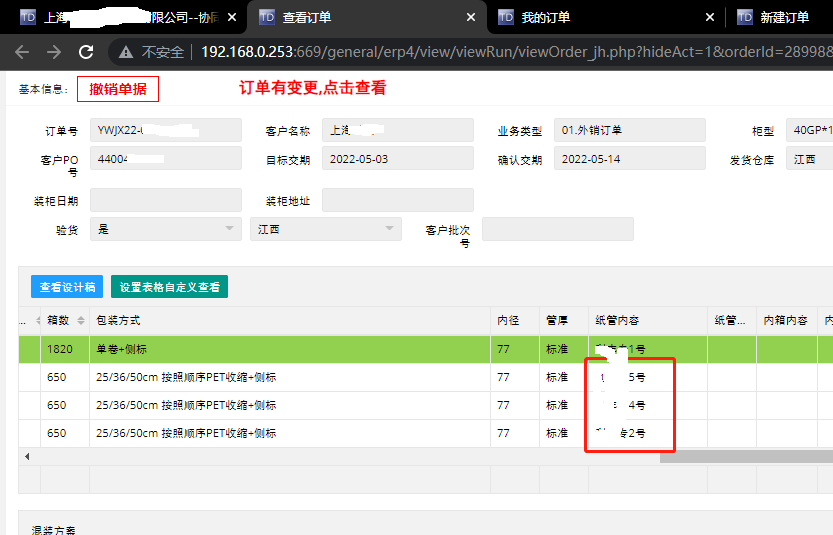 上海 有限公司--协同 查看订单 我的订单 新建订单
不安全 192.168.0.253:669/general/erp4/view/viewRun/viewOrder_jh.php?hideAct=1&orderId=28998&
基本信息: 撤销单据 订单有变更,点击查看
订单号 YWJX22- 客户名称 上海 业务类型 01.外销订单 柜型 40GP*1
客户PO号 44004 目标交期 2022-05-03 确认交期 2022-05-14 发货仓库 江西
装柜日期 装柜地址
验货 是 江西 客户批次号
查看设计稿 设置表格自定义查看
... 箱数 包装方式 内径 管厚 纸管内容 纸管... 内箱内容 内
1820 单卷+侧标 77 标准 1号
650 25/36/50cm 按照顺序PET收缩+侧标 77 标准 5号
650 25/36/50cm 按照顺序PET收缩+侧标 77 标准 4号
650 25/36/50cm 按照顺序PET收缩+侧标 77 标准 2号
混装方案